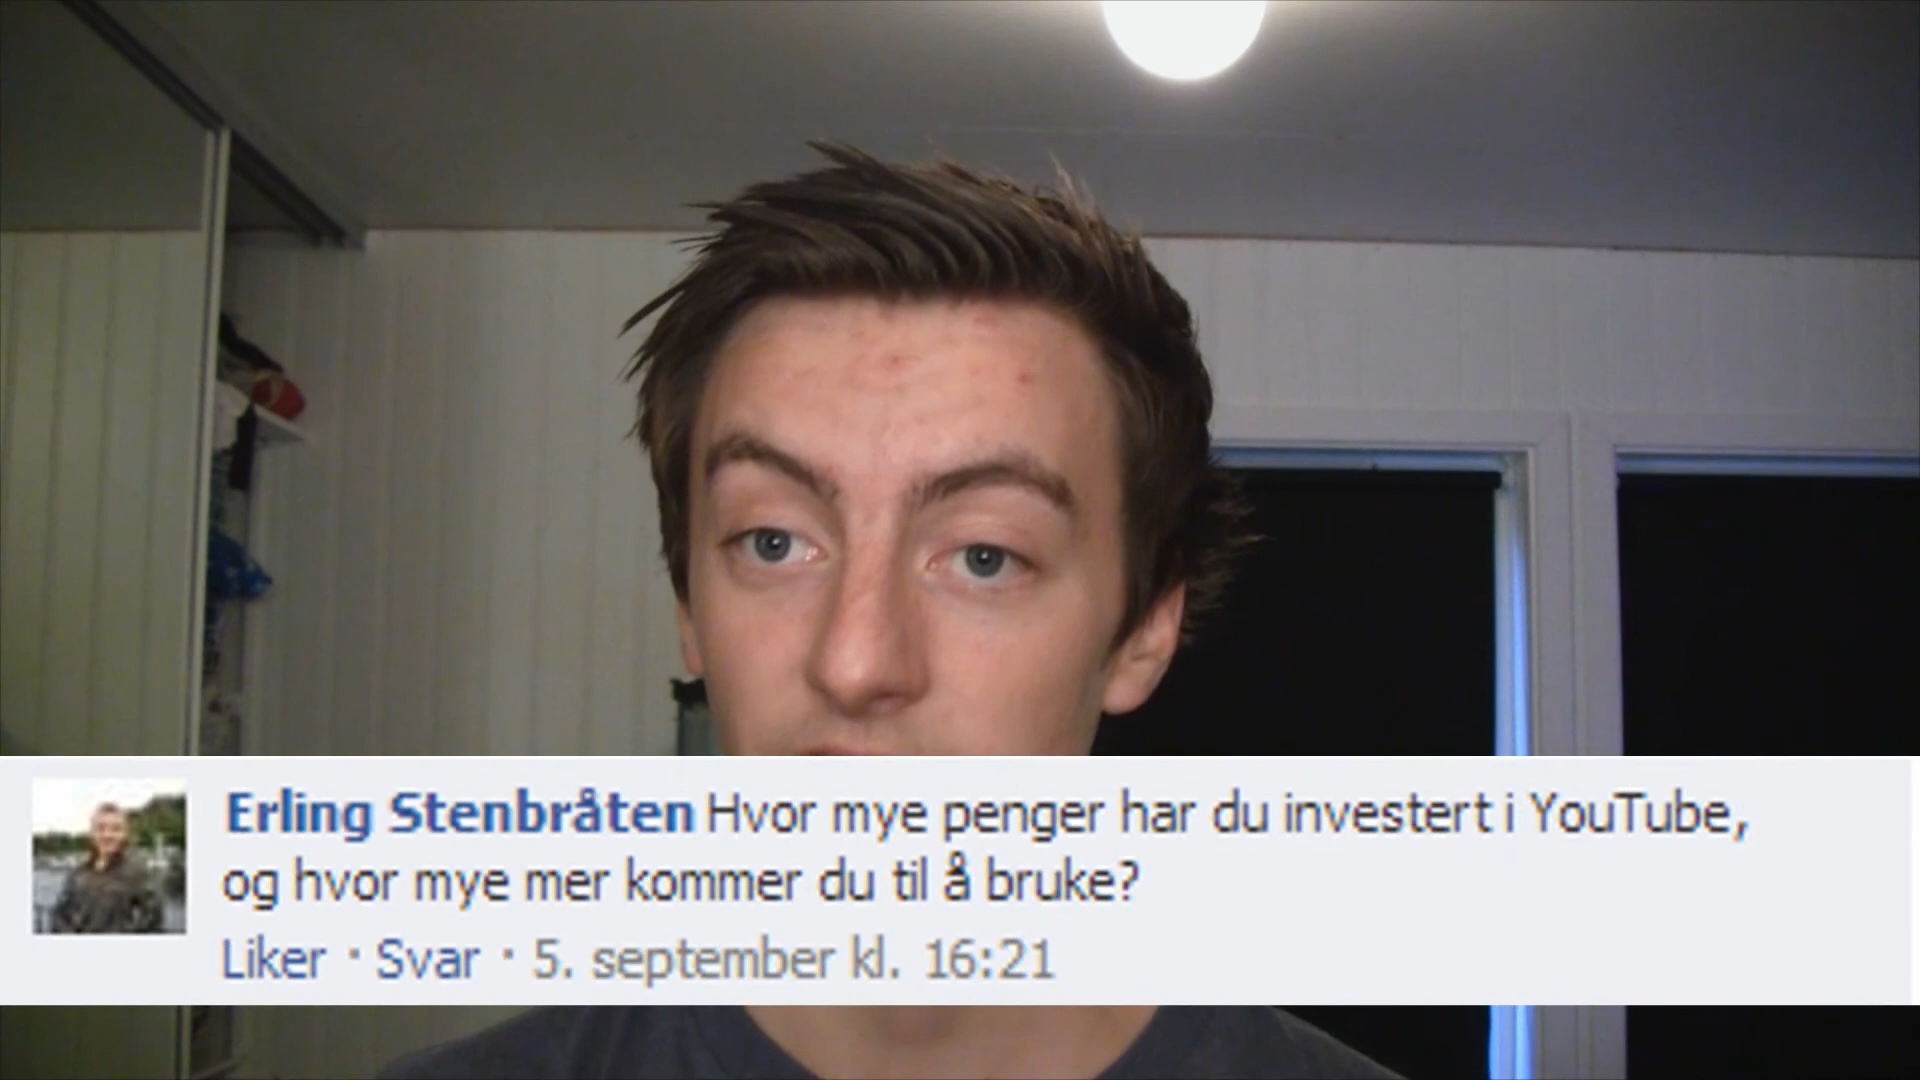 Erling Stenbråten Hvor mye penger har du investert i YouTube,
og hvor mye mer kommer du til å bruke?
Liker · Svar · 5. september kl. 16:21